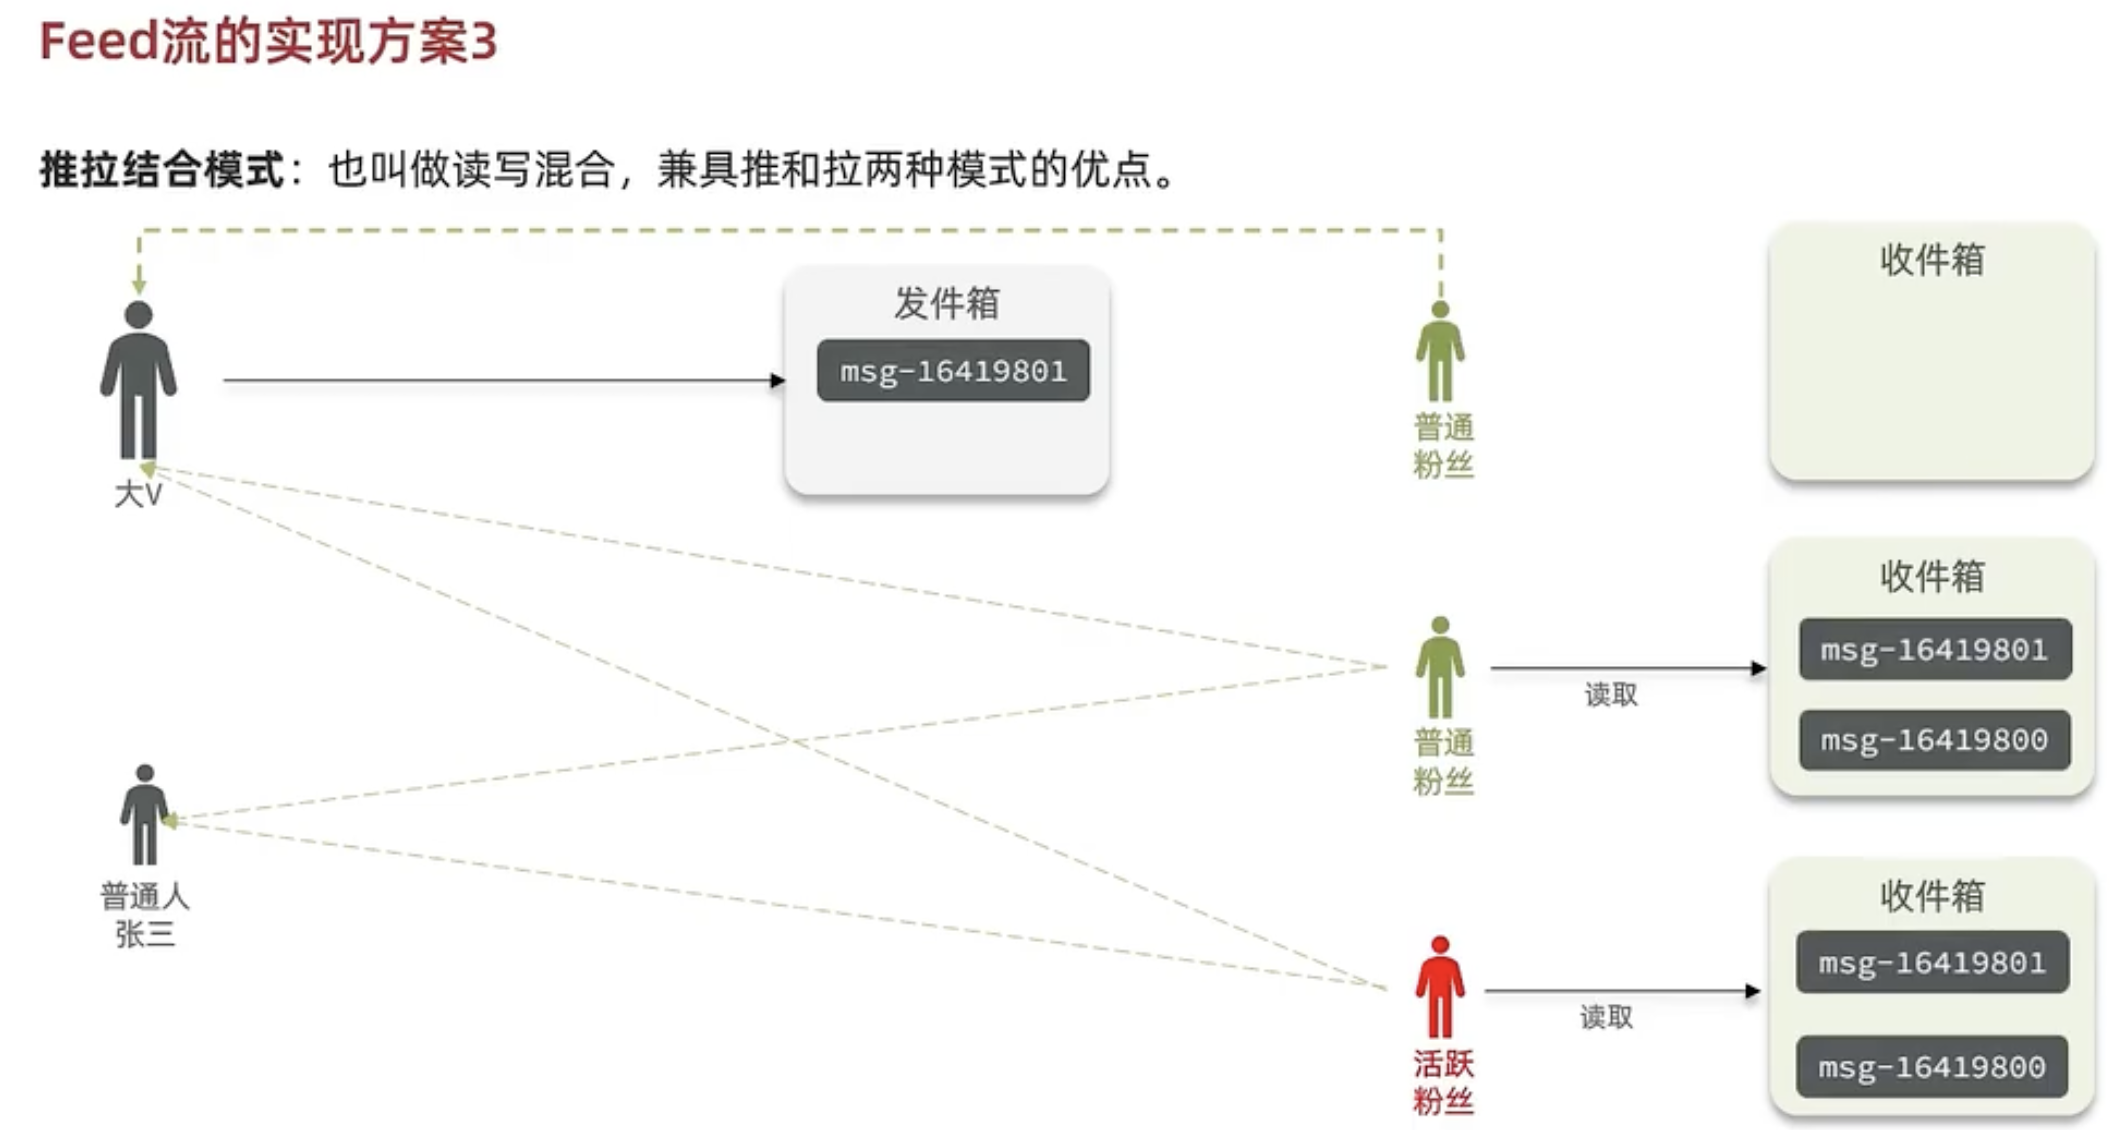 Feed流的实现方案3
推拉结合模式：也叫做读写混合，兼具推和拉两种模式的优点。
发件箱
msg-16419801
大V
普通
粉丝
收件箱
普通人
张三
普通
粉丝
读取
收件箱
msg-16419801
msg-16419800
活跃
粉丝
读取
收件箱
msg-16419801
msg-16419800